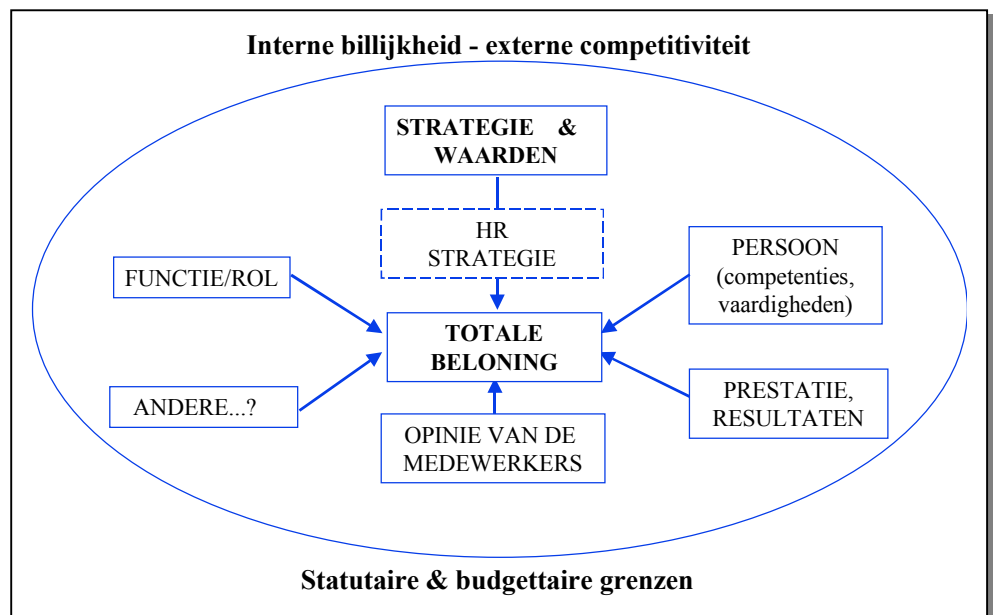 Interne billijkheid - externe competitiviteit
STRATEGIE &
WAARDEN
HR
STRATEGIE
FUNCTIE/ROL
PERSOON
(competenties,
vaardigheden)
TOTALE
BELONING
ANDERE...?
PRESTATIE,
RESULTATEN
OPINIE VAN DE
MEDEWERKERS
Statutaire & budgettaire grenzen